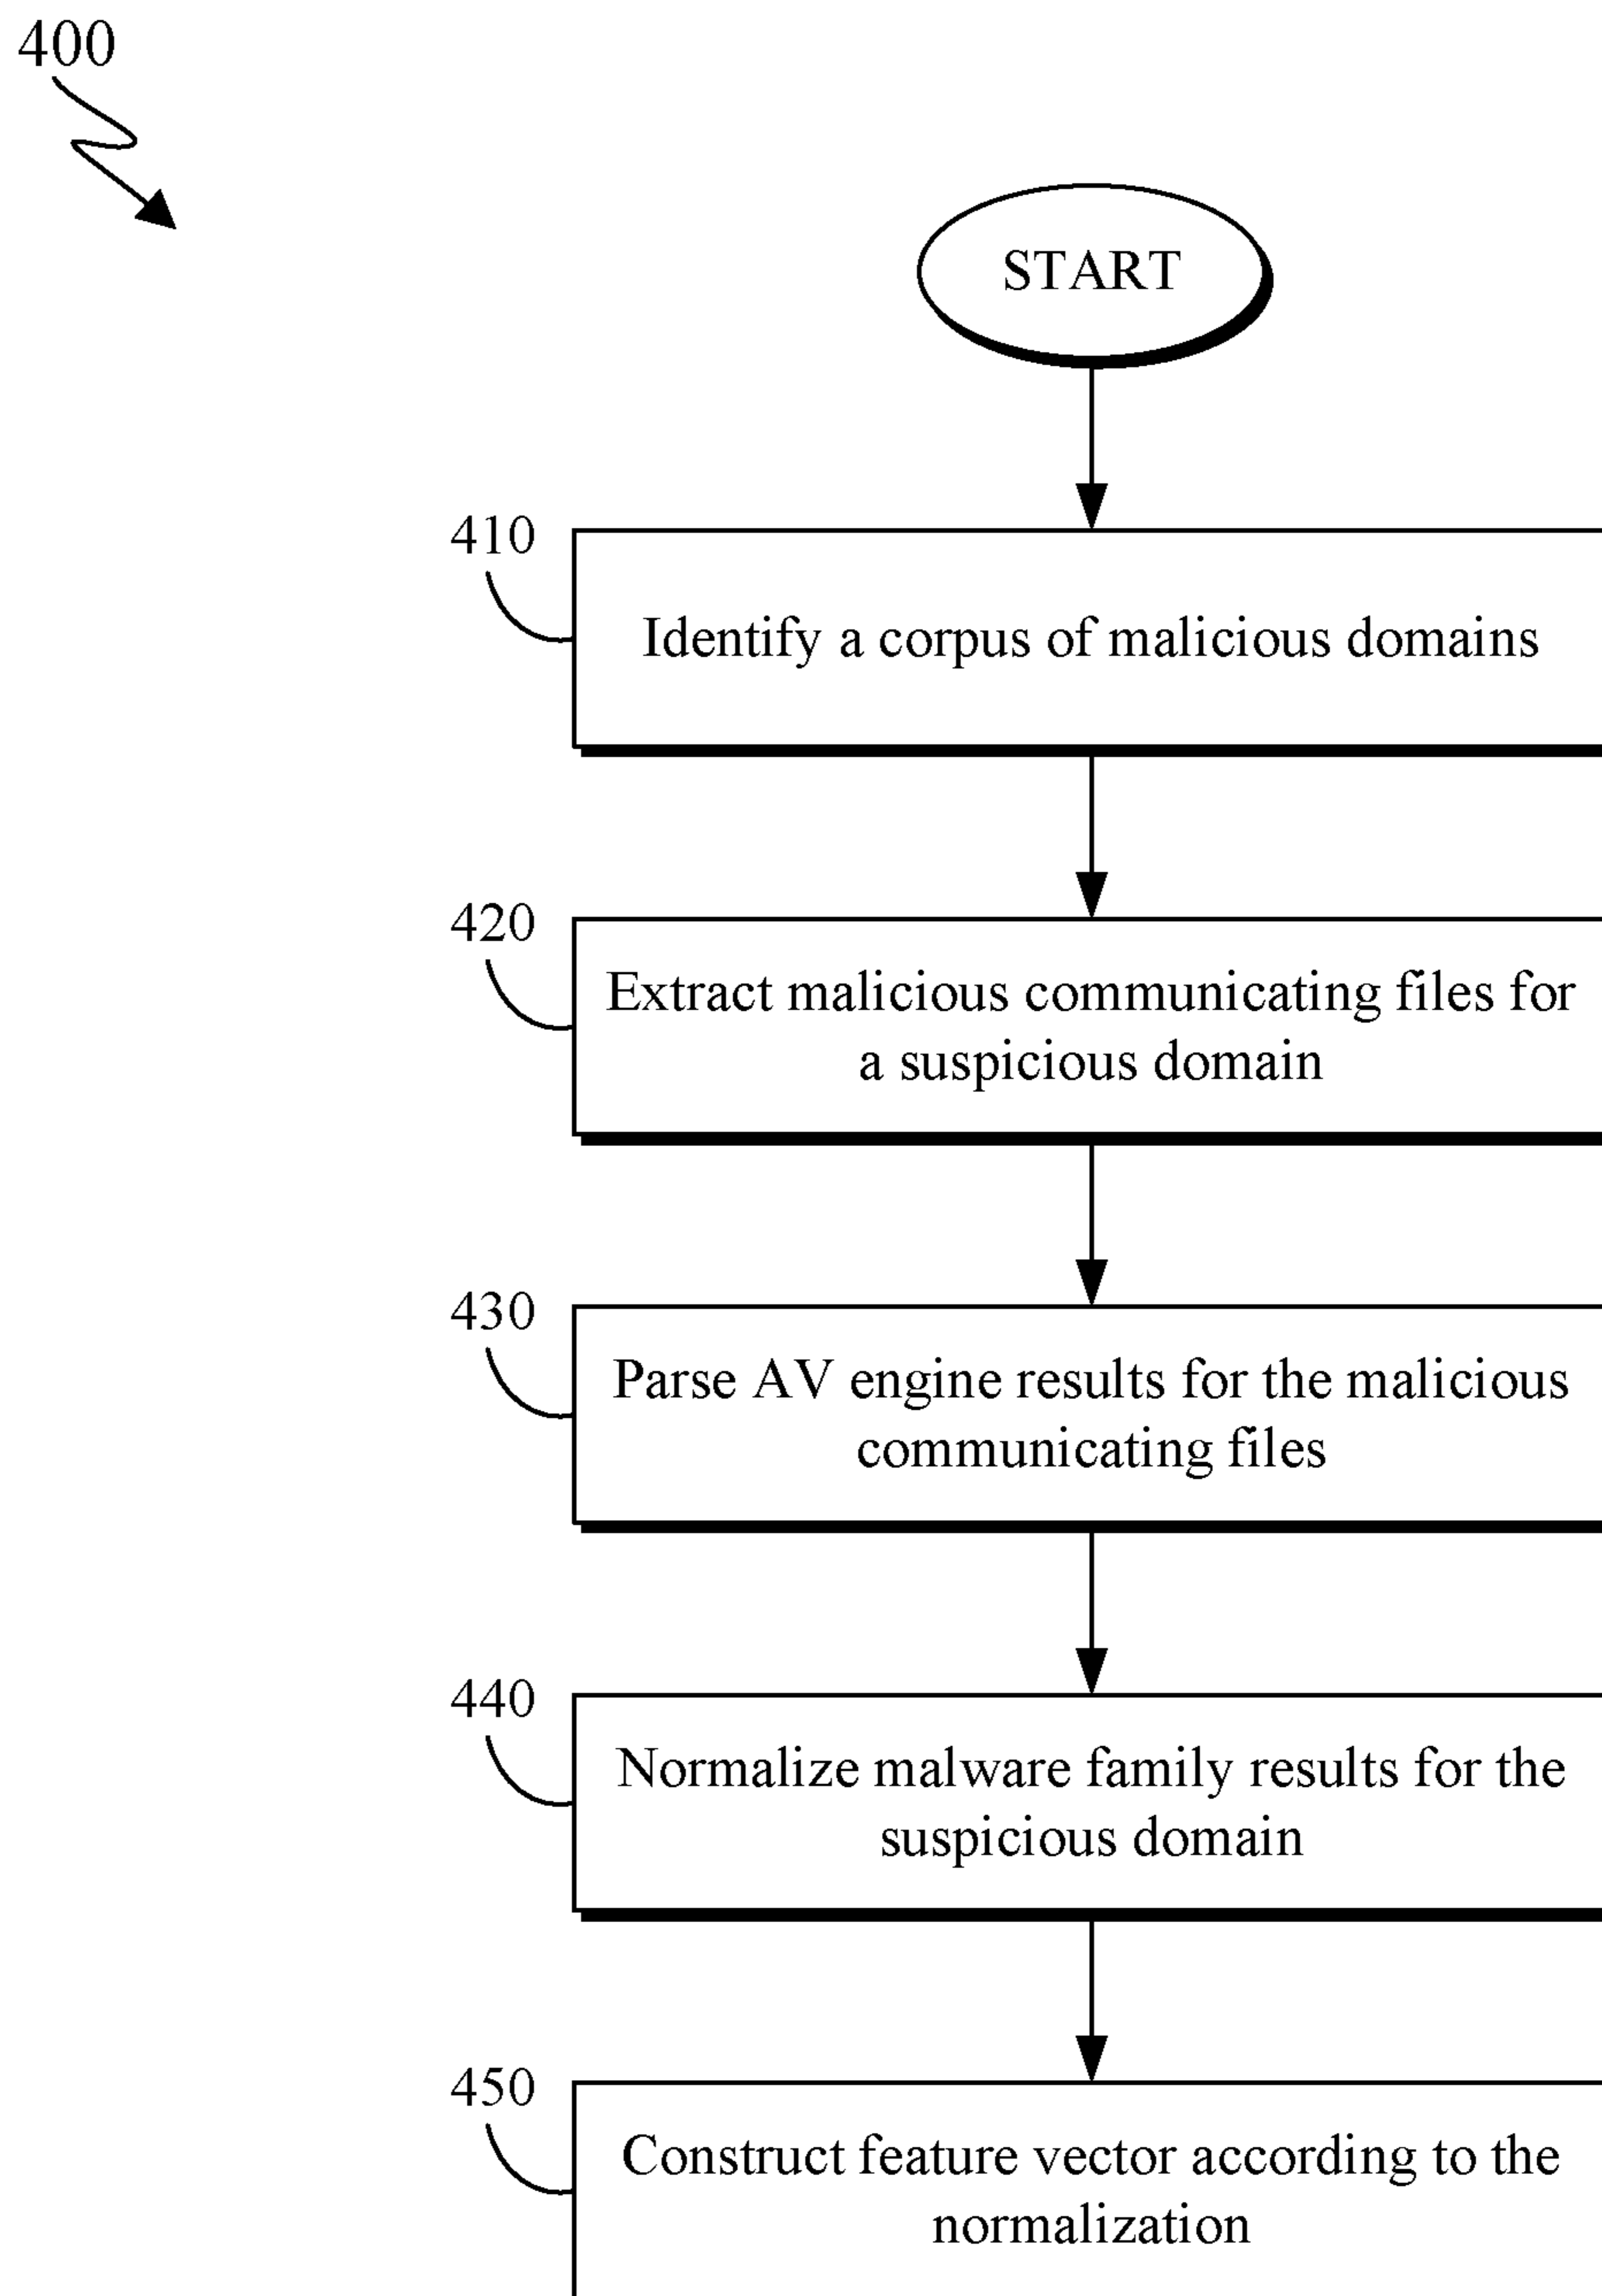 400
START
410
Identify a corpus of malicious domains
420
Extract malicious communicating files for
a suspicious domain
430
Parse AV engine results for the malicious
communicating files
440
Normalize malware family results for the
suspicious domain
450
Construct feature vector according to the
normalization